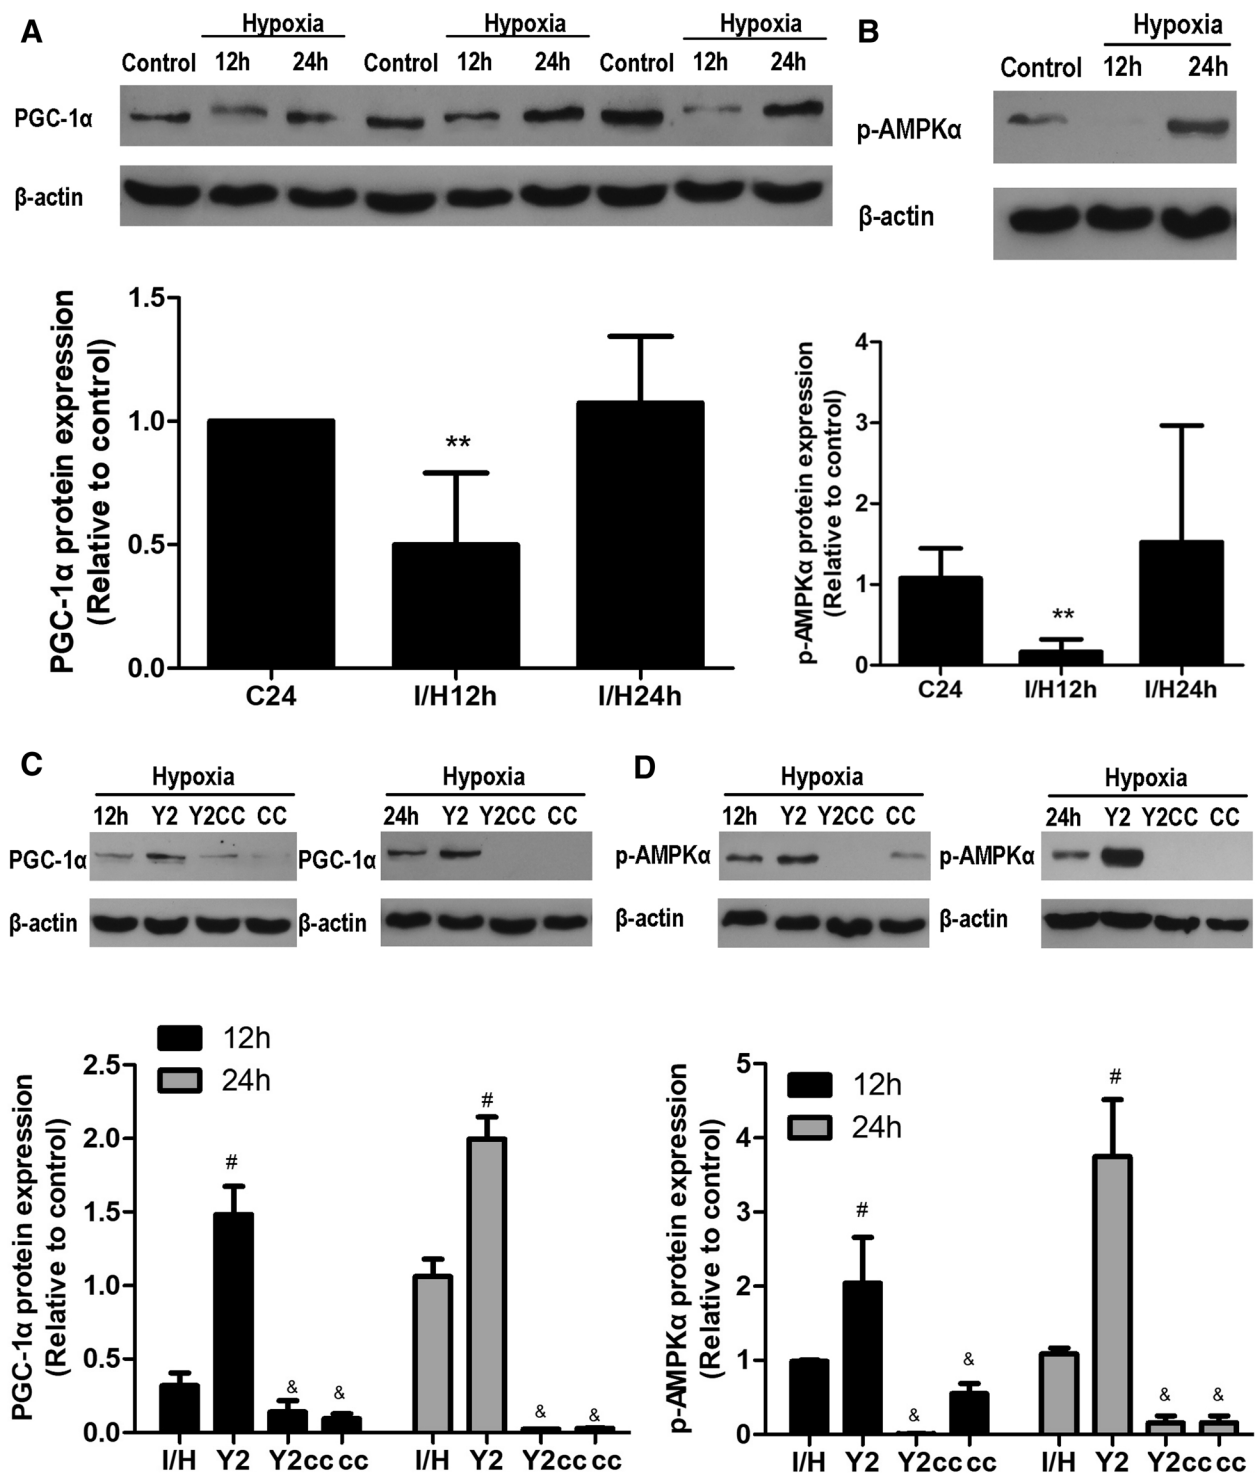 A
Hypoxia Hypoxia Hypoxia
Control 12h 24h Control 12h 24h Control 12h 24h
PGC-1α
β-actin
1.5
1.0
0.5
0.0
PGC-1α protein expression
(Relative to control)
**
C24 I/H12h I/H24h
B
Hypoxia
Control 12h 24h
p-AMPKα
β-actin
4
3
2
1
0
p-AMPKα protein expression
(Relative to control)
**
C24 I/H12h I/H24h
C
Hypoxia Hypoxia
12h Y2 Y2CC CC 24h Y2 Y2CC CC
PGC-1α PGC-1α
β-actin β-actin
12h
24h
2.5
2.0
1.5
1.0
0.5
0.0
PGC-1α protein expression
(Relative to control)
# #
& & & &
I/H Y2 Y2cc cc I/H Y2 Y2cc cc
D
Hypoxia Hypoxia
12h Y2 Y2CC CC 24h Y2 Y2CC CC
p-AMPKα p-AMPKα
β-actin β-actin
12h
24h
5
4
3
2
1
0
p-AMPKα protein expression
(Relative to control)
# #
& & & &
I/H Y2 Y2cc cc I/H Y2 Y2cc cc